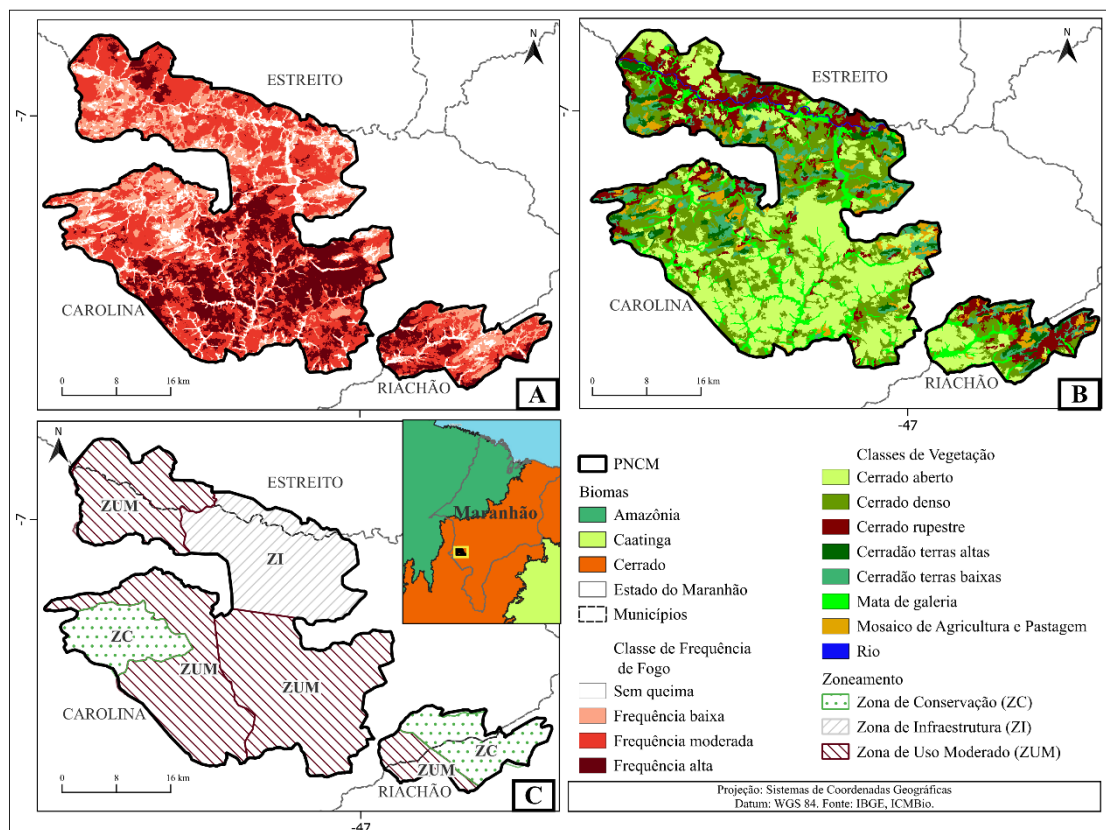 ESTREITO
N
-7
CAROLINA
0 8 16 km
RIACHÃO
A
ESTREITO
N
-7
CAROLINA
0 8 16 km
RIACHÃO
B
-47
-47
N
ESTREITO
ZUM
-7
ZI
ZC
ZUM
ZUM
CAROLINA
ZC
ZUM
0 8 16 km
RIACHÃO
C
-47
Maranhão
PNCM
Biomas
Amazônia
Caatinga
Cerrado
Estado do Maranhão
Municípios
Classe de Frequência
de Fogo
Sem queima
Frequência baixa
Frequência moderada
Frequência alta
Classes de Vegetação
Cerrado aberto
Cerrado denso
Cerrado rupestre
Cerradão terras altas
Cerradão terras baixas
Mata de galeria
Mosaico de Agricultura e Pastagem
Rio
Zoneamento
Zona de Conservação (ZC)
Zona de Infraestrutura (ZI)
Zona de Uso Moderado (ZUM)
Projeção: Sistemas de Coordenadas Geográficas
Datum: WGS 84. Fonte: IBGE, ICMBio.